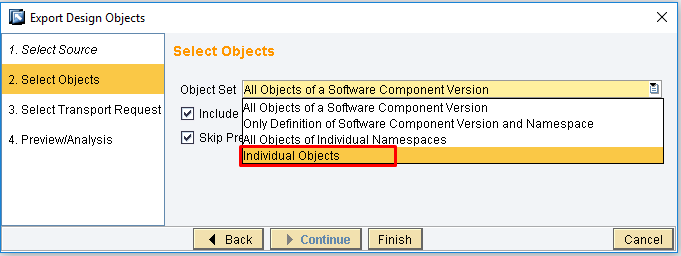 Export Design Objects
1. Select Source
2. Select Objects
3. Select Transport Request
4. Preview/Analysis
Select Objects
Object Set All Objects of a Software Component Version
All Objects of a Software Component Version
Only Definition of Software Component Version and Namespace
All Objects of Individual Namespaces
Individual Objects
Include
Skip Pre
Back Continue Finish Cancel